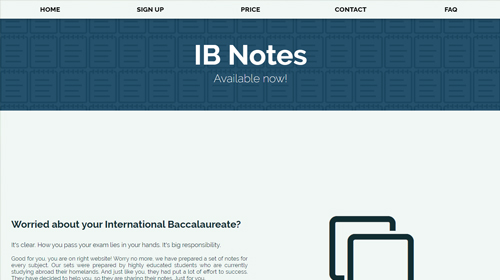 HOME SIGN UP PRICE CONTACT FAQ
IB Notes
Available now!
Worried about your International Baccalaureate?
It's clear. How you pass your exam lies in your hands. It's big responsibility.
Good for you, you are on right website! Worry no more, we have prepared a set of notes for
every subject. Our sets were prepared by highly educated students who are currently
studying abroad their homelands. And just like you, they had put a lot of effort to success.
They have decided to help you, so they are sharing their notes. Just for you.